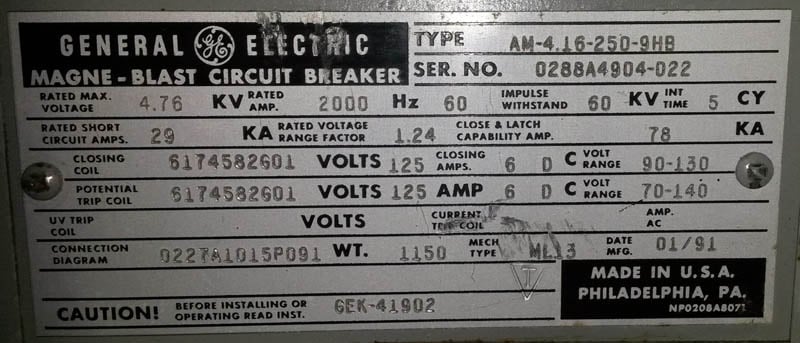 GENERAL GE ELECTRIC
MAGNE-BLAST CIRCUIT BREAKER
TYPE AM-4.16-250-9HB
SER. NO. 0288A4904-022
RATED MAX. VOLTAGE 4.76 KV RATED AMP. 2000 Hz 60 IMPULSE WITHSTAND 60 KV INT TIME 5 CY
RATED SHORT CIRCUIT AMPS. 29 KA RATED VOLTAGE RANGE FACTOR 1.24 CLOSE & LATCH CAPABILITY AMP. 78 KA
CLOSING COIL 6174582G01 VOLTS 125 CLOSING AMPS. 6 D C VOLT RANGE 90-130
POTENTIAL TRIP COIL 6174582G01 VOLTS 125 AMP 6 D C VOLT RANGE 70-140
UV TRIP COIL VOLTS CURRENT TRIP COIL AMP. AC
CONNECTION DIAGRAM 0227A1015P091 WT. 1150 MECH TYPE ML13 DATE MFG. 01/91
CAUTION! BEFORE INSTALLING OR OPERATING READ INST. GEK-41902
MADE IN U.S.A.
PHILADELPHIA, PA.
NP0208A8071